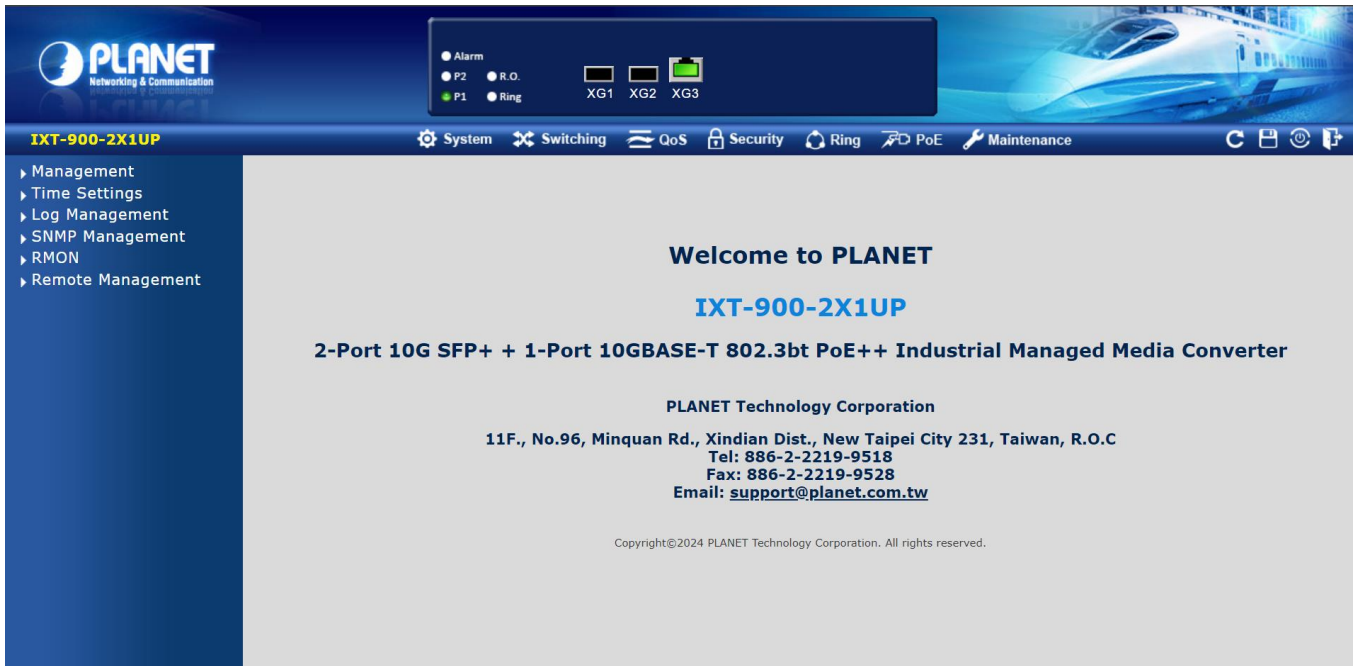 PLANET
Networking & Communication
Alarm
P2 R.O.
P1 Ring
XG1 XG2 XG3
IXT-900-2X1UP
System Switching QoS Security Ring PoE Maintenance
Management
Time Settings
Log Management
SNMP Management
RMON
Remote Management
Welcome to PLANET
IXT-900-2X1UP
2-Port 10G SFP+ + 1-Port 10GBASE-T 802.3bt PoE++ Industrial Managed Media Converter
PLANET Technology Corporation
11F., No.96, Minquan Rd., Xindian Dist., New Taipei City 231, Taiwan, R.O.C
Tel: 886-2-2219-9518
Fax: 886-2-2219-9528
Email: support@planet.com.tw
Copyright©2024 PLANET Technology Corporation. All rights reserved.